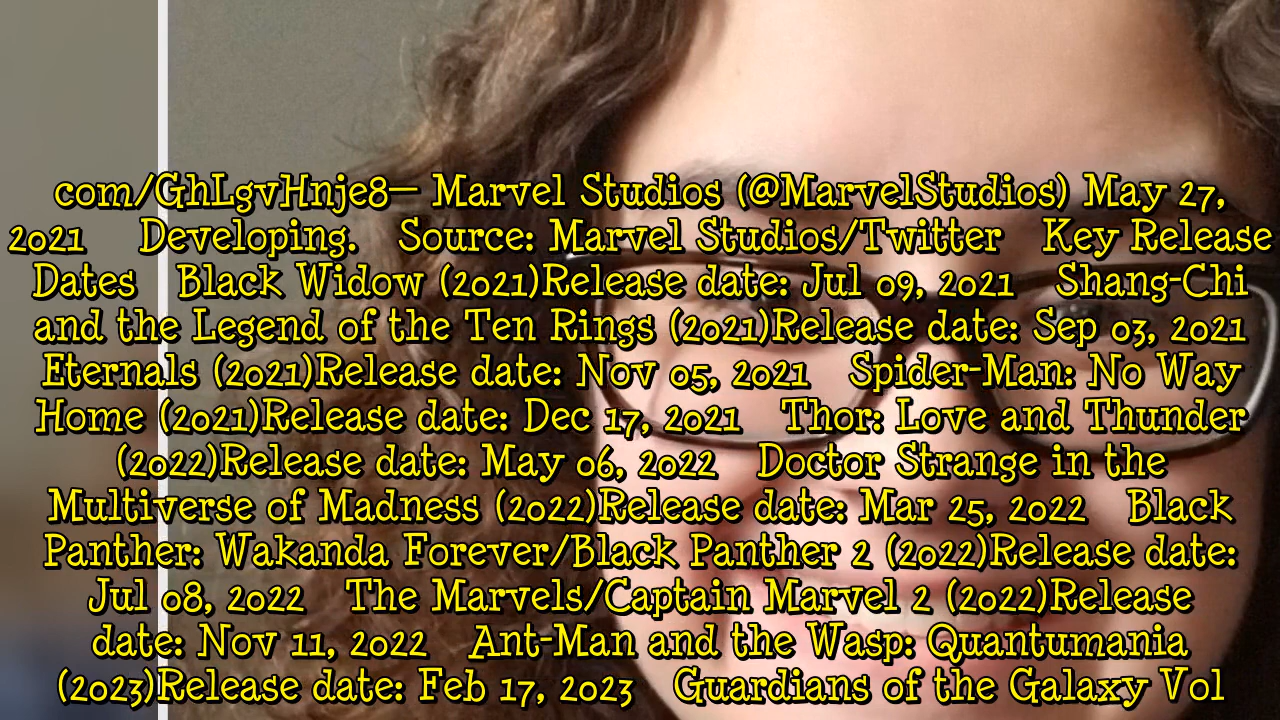 com/GhLgvHnje8— Marvel Studios (@MarvelStudios) May 27,
2021 Developing. Source: Marvel Studios/Twitter Key Release
Dates Black Widow (2021)Release date: Jul 09, 2021 Shang-Chi
and the Legend of the Ten Rings (2021)Release date: Sep 03, 2021
Eternals (2021)Release date: Nov 05, 2021 Spider-Man: No Way
Home (2021)Release date: Dec 17, 2021 Thor: Love and Thunder
(2022)Release date: May 06, 2022 Doctor Strange in the
Multiverse of Madness (2022)Release date: Mar 25, 2022 Black
Panther: Wakanda Forever/Black Panther 2 (2022)Release date:
Jul 08, 2022 The Marvels/Captain Marvel 2 (2022)Release
date: Nov 11, 2022 Ant-Man and the Wasp: Quantumania
(2023)Release date: Feb 17, 2023 Guardians of the Galaxy Vol